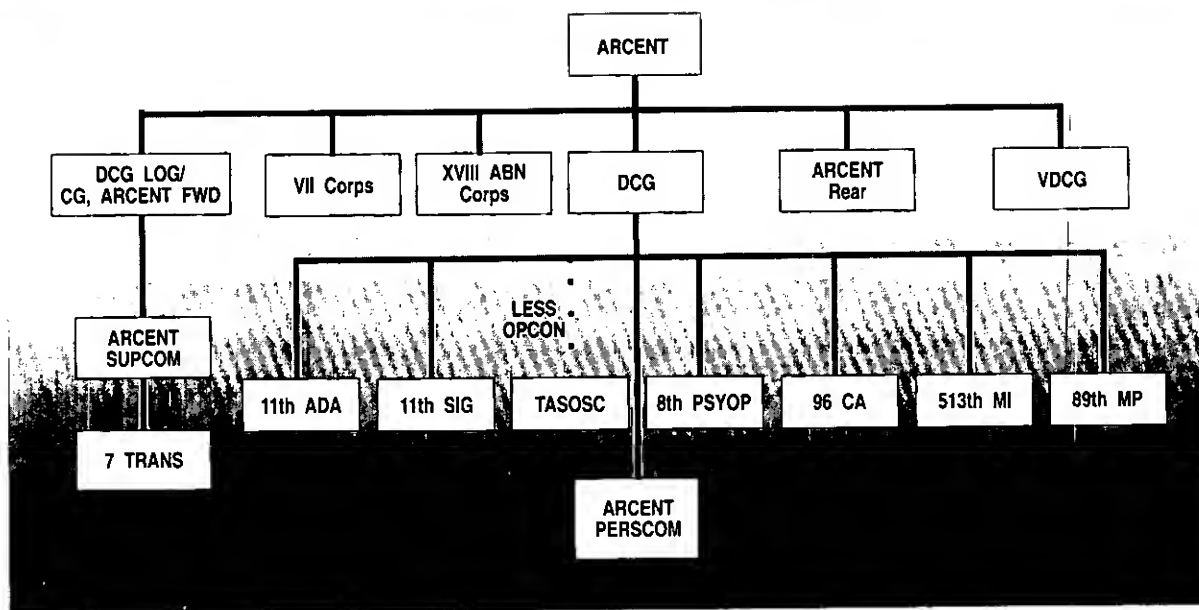 ARCENT
DCG LOG/
CG, ARCENT FWD
VII Corps
XVIII ABN
Corps
DCG
ARCENT
Rear
VDCG
LESS
OPCON
ARCENT
SUPCOM
11th ADA
11th SIG
TASOSC
8th PSYOP
96 CA
513th MI
89th MP
7 TRANS
ARCENT
PERSCOM